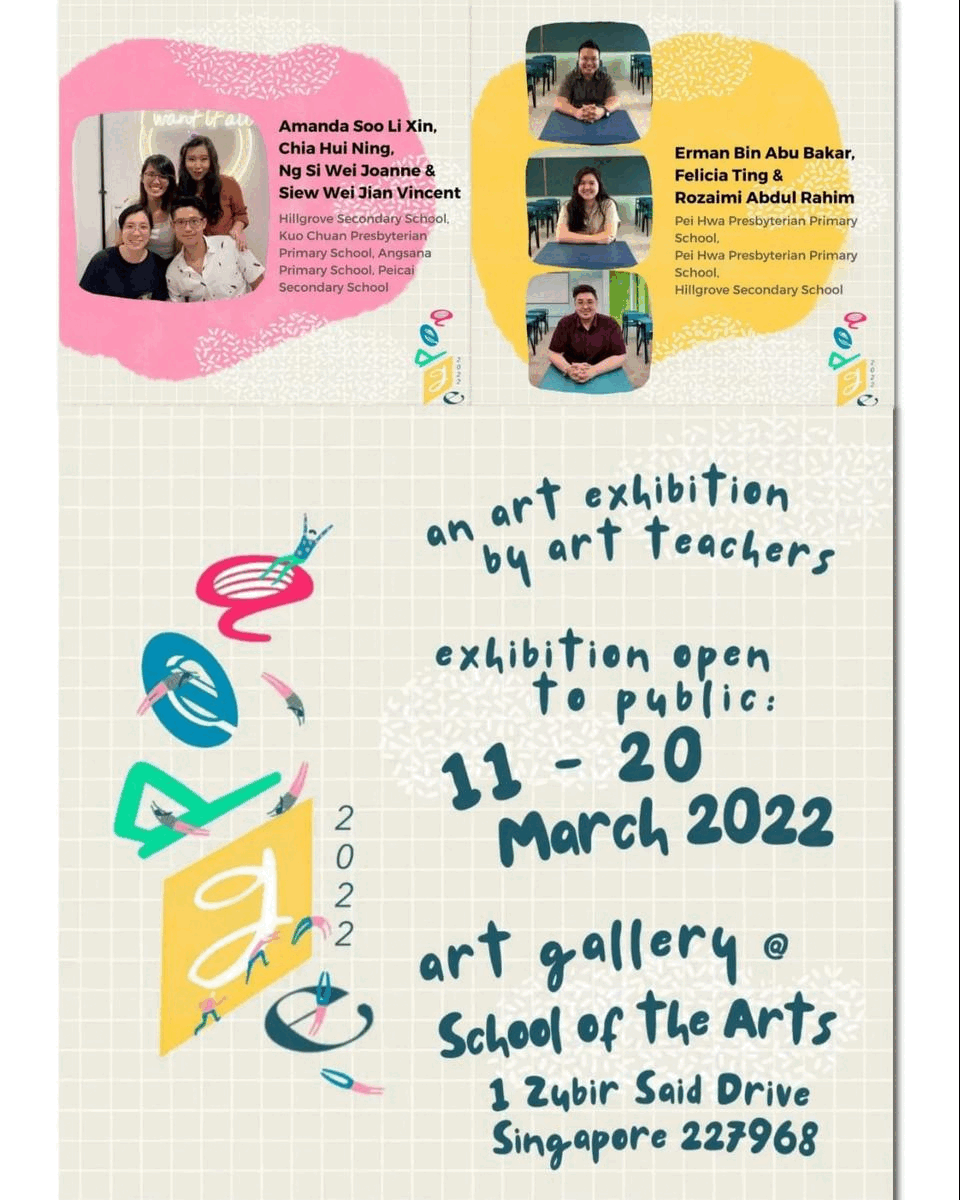 want it all
Amanda Soo Li Xin,
Chia Hui Ning,
Ng Si Wei Joanne &
Siew Wei Jian Vincent
Hillgrove Secondary School,
Kuo Chuan Presbyterian
Primary School, Angsana
Primary School, Peicai
Secondary School
2022
Erman Bin Abu Bakar,
Felicia Ting &
Rozaimi Abdul Rahim
Pei Hwa Presbyterian Primary
School,
Pei Hwa Presbyterian Primary
School,
Hillgrove Secondary School
2022
an art exhibition
by art teachers
exhibition open
to public:
11 - 20
March 2022
art gallery @
School of the Arts
1 Zubir Said Drive
Singapore 227968
2022